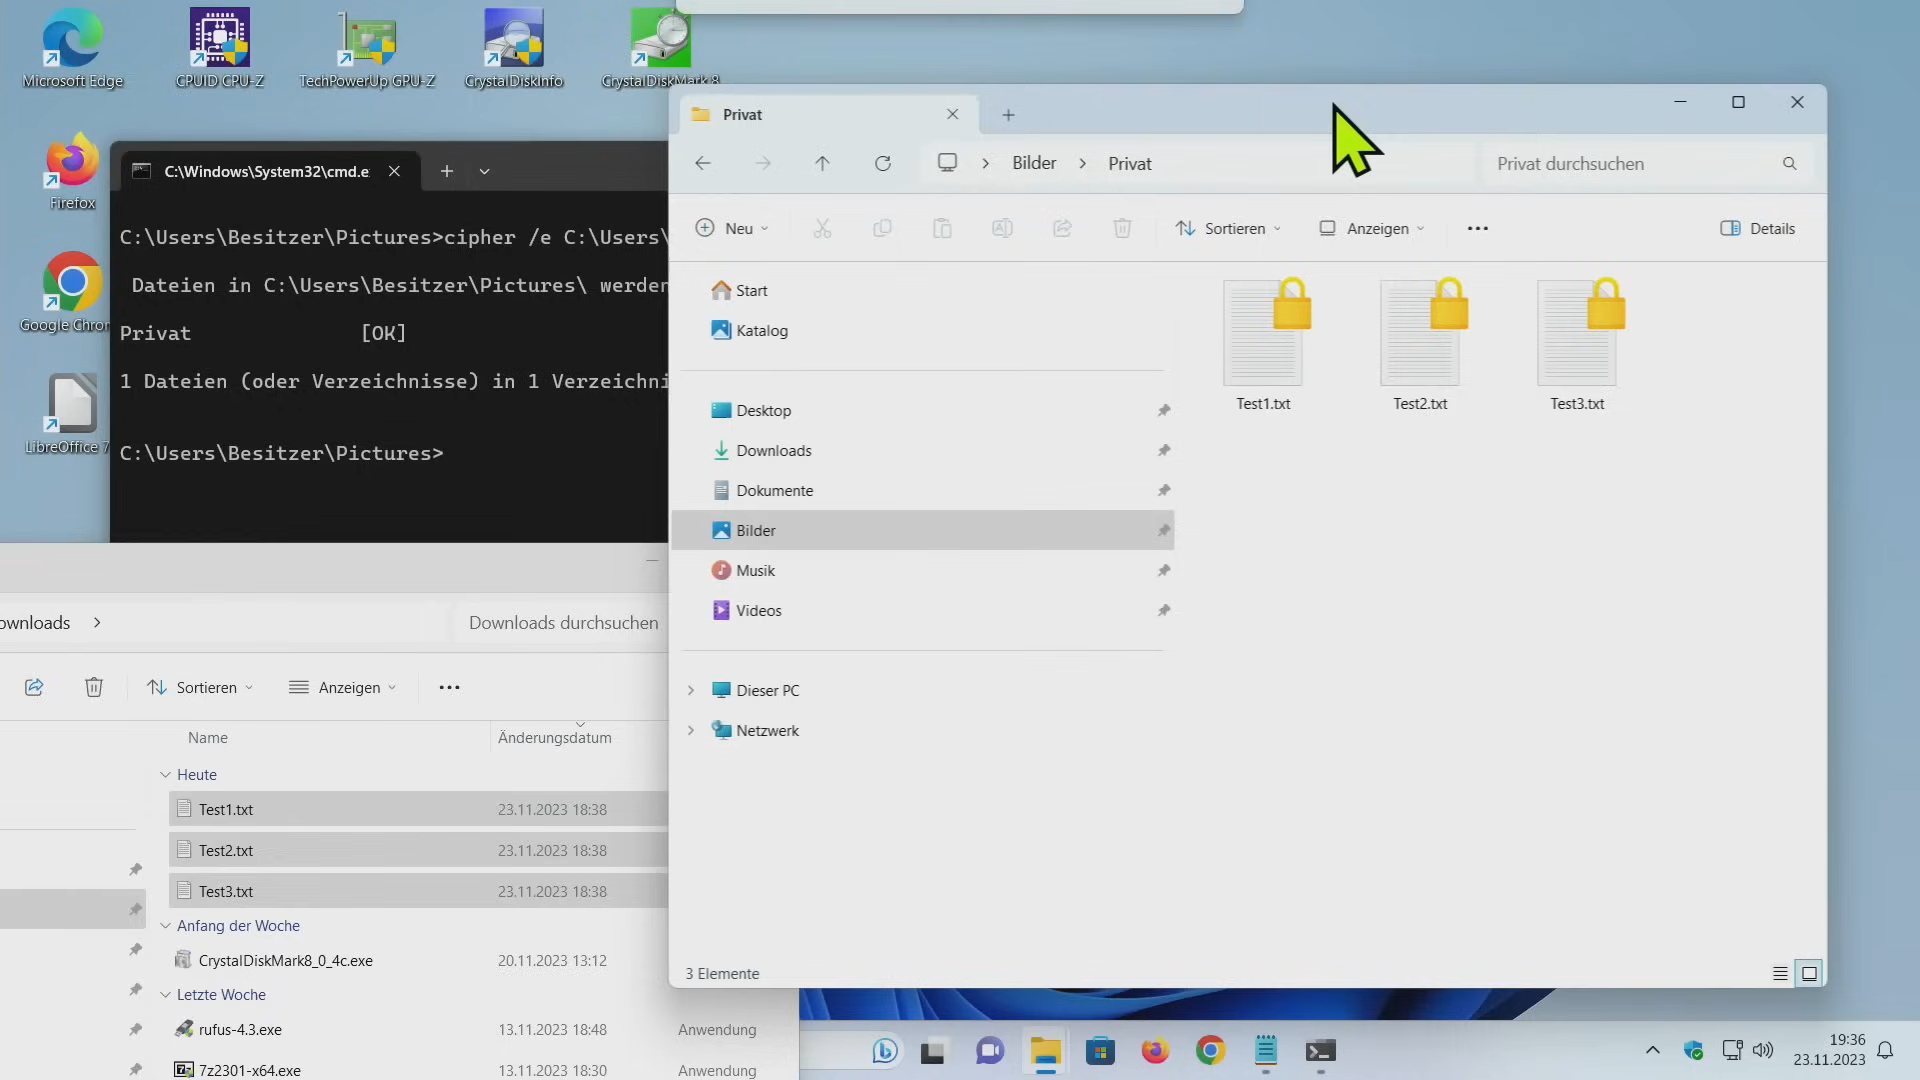 Microsoft Edge
CPUID CPU-Z
TechPowerUp GPU-Z
CrystalDiskInfo
CrystalDiskMark 8
Firefox
Google Chrom
LibreOffice 7
C:\Windows\System32\cmd.e
C:\Users\Besitzer\Pictures>cipher /e C:\Users\
Dateien in C:\Users\Besitzer\Pictures\ werden
Privat [OK]
1 Dateien (oder Verzeichnisse) in 1 Verzeichni
C:\Users\Besitzer\Pictures>
Privat
Bilder > Privat
Privat durchsuchen
Neu
Sortieren
Anzeigen
Details
Start
Katalog
Desktop
Downloads
Dokumente
Bilder
Musik
Videos
Dieser PC
Netzwerk
Test1.txt
Test2.txt
Test3.txt
3 Elemente
ownloads >
Downloads durchsuchen
Sortieren
Anzeigen
Name Änderungsdatum
Heute
Test1.txt 23.11.2023 18:38
Test2.txt 23.11.2023 18:38
Test3.txt 23.11.2023 18:38
Anfang der Woche
CrystalDiskMark8_0_4c.exe 20.11.2023 13:12
Letzte Woche
rufus-4.3.exe 13.11.2023 18:48 Anwendung
7z2301-x64.exe 13.11.2023 18:30 Anwendung
19:36
23.11.2023